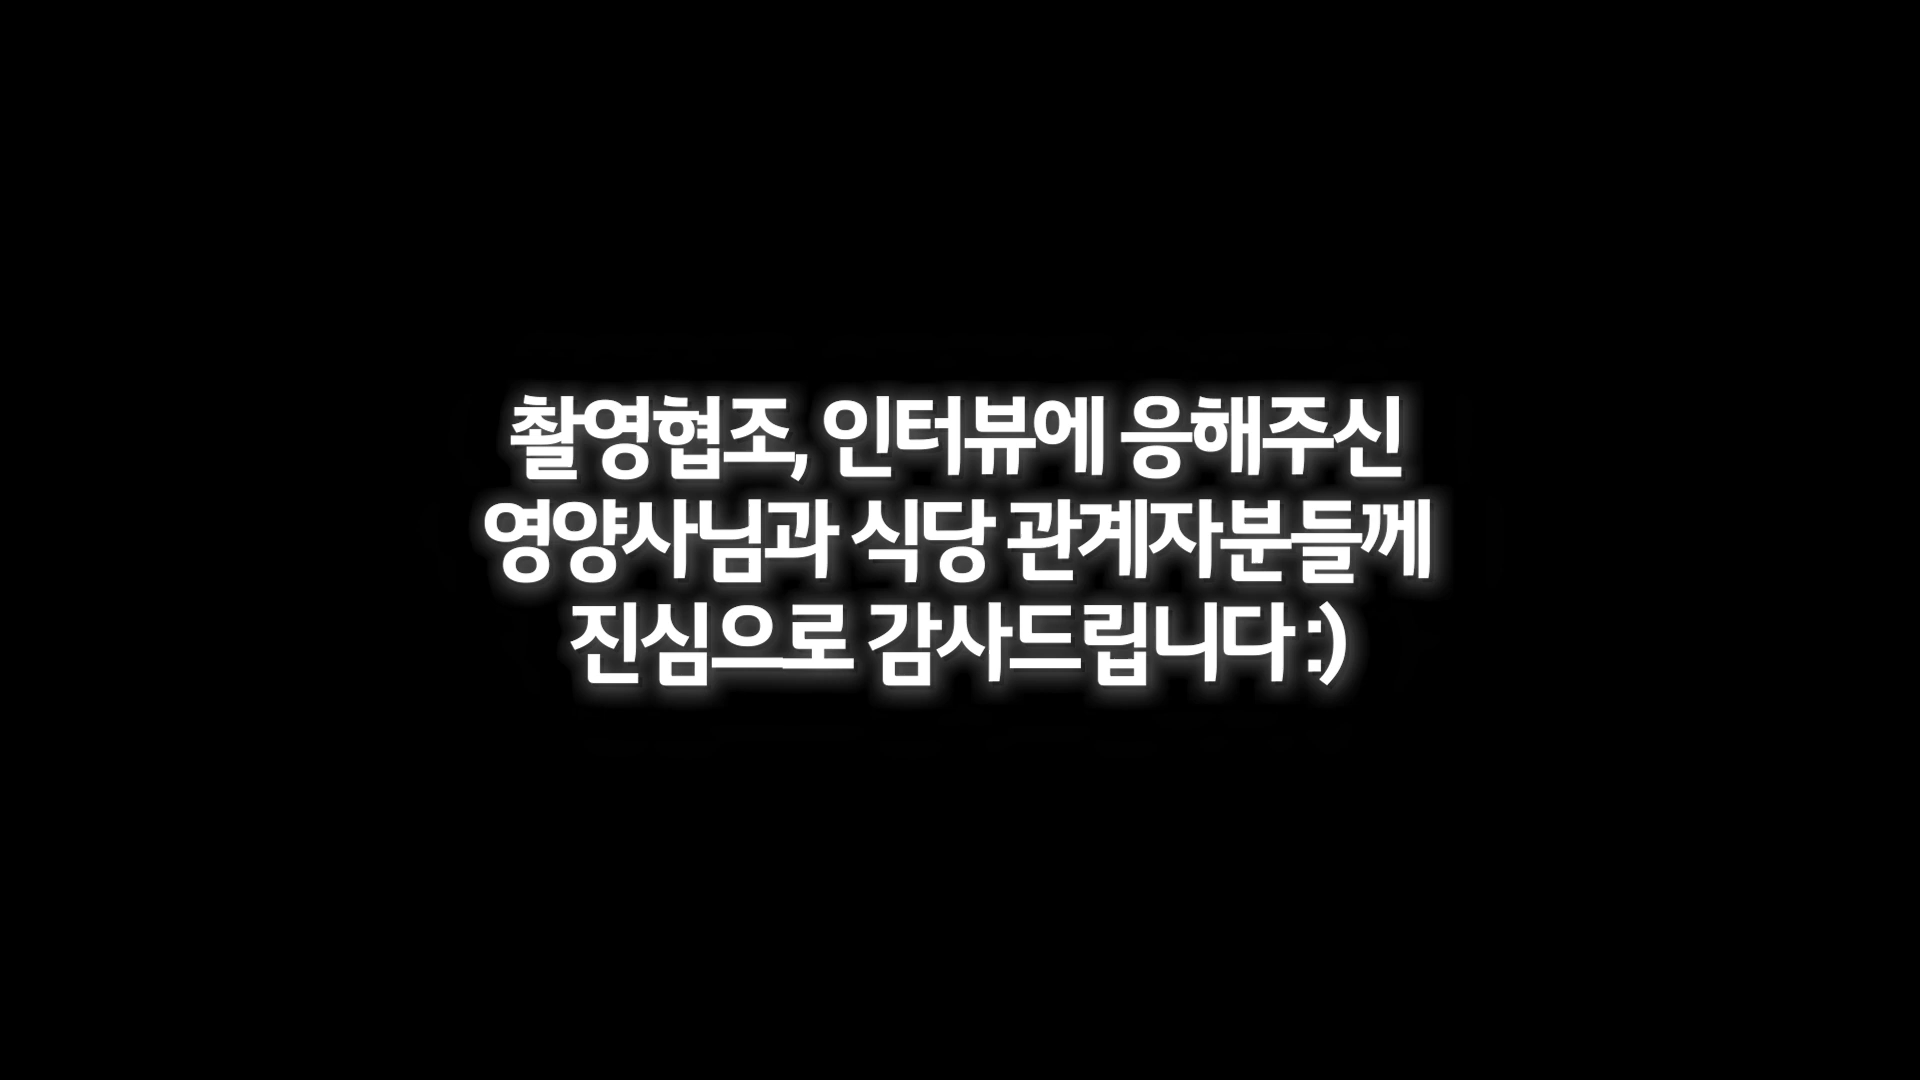 촬영협조, 인터뷰에 응해주신
영양사님과 식당 관계자분들께
진심으로 감사드립니다 :)